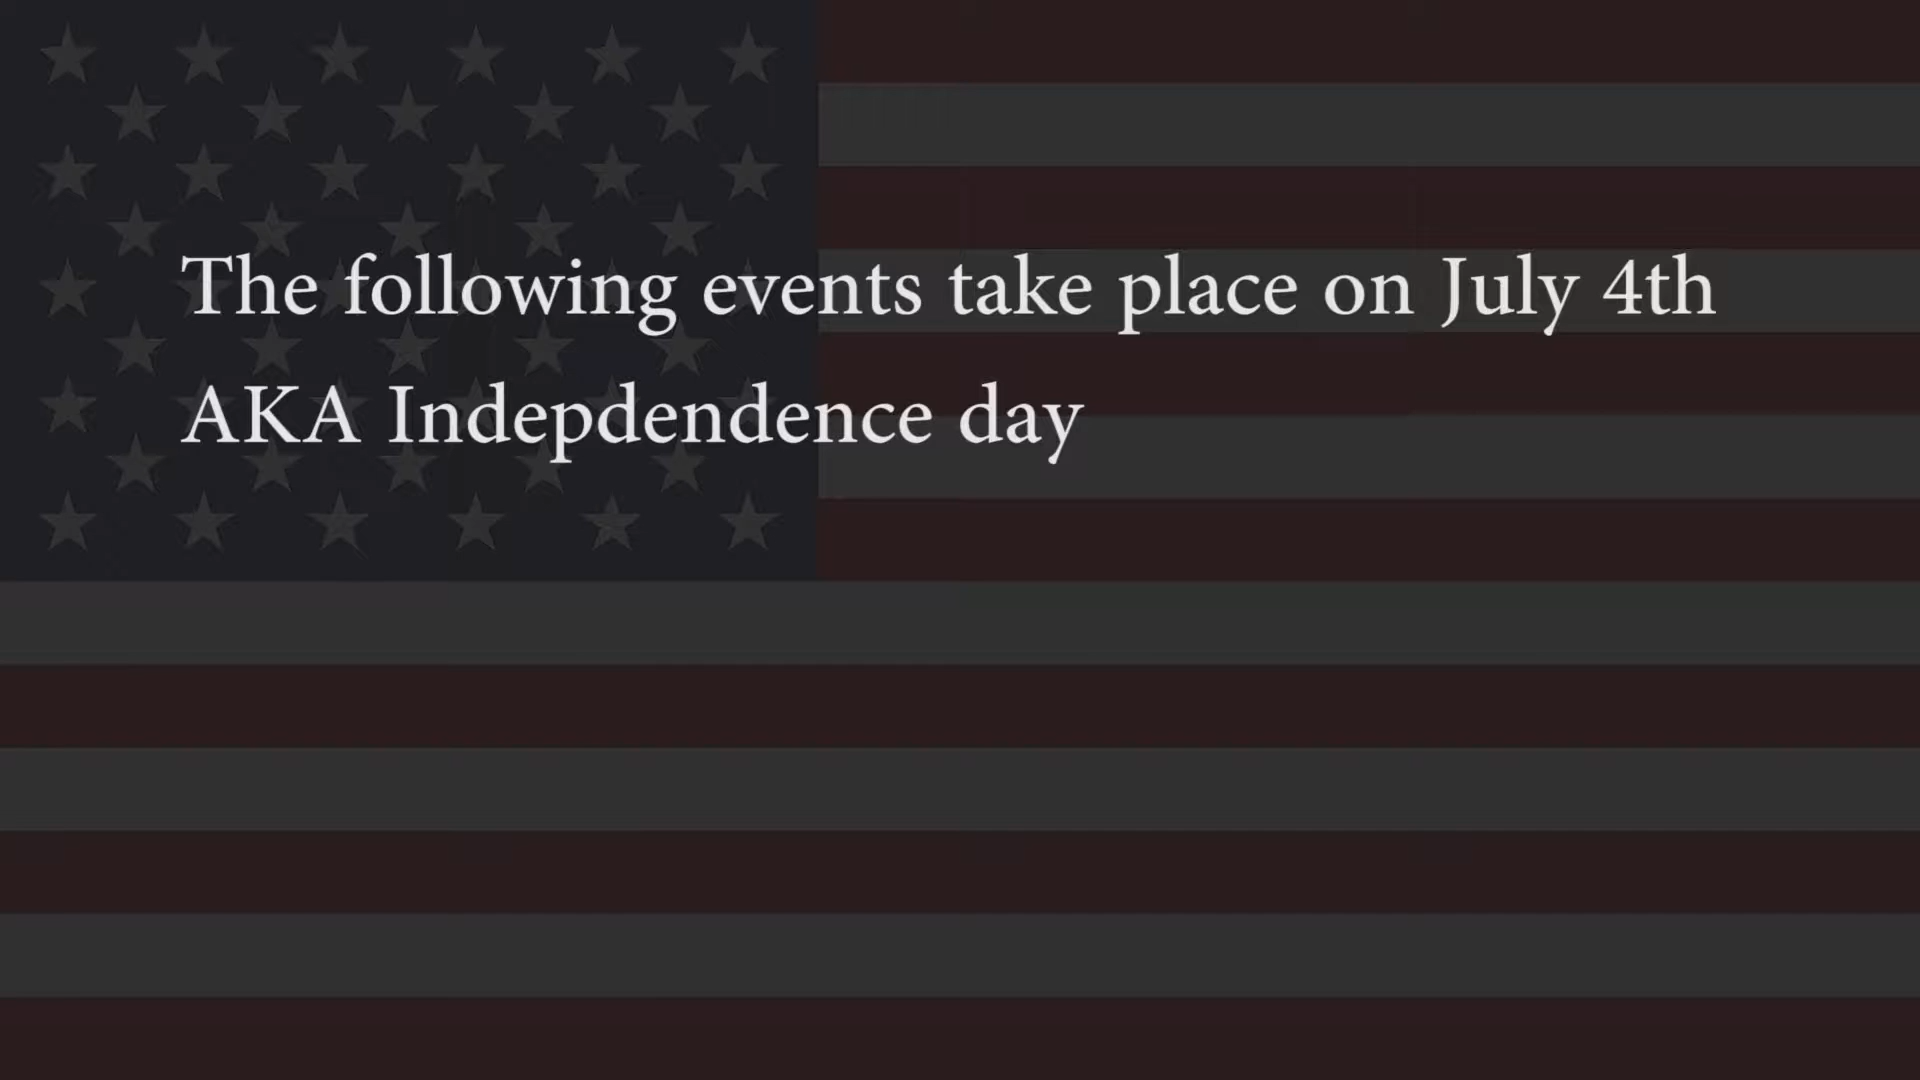 The following events take place on July 4th
AKA Indepdendence day